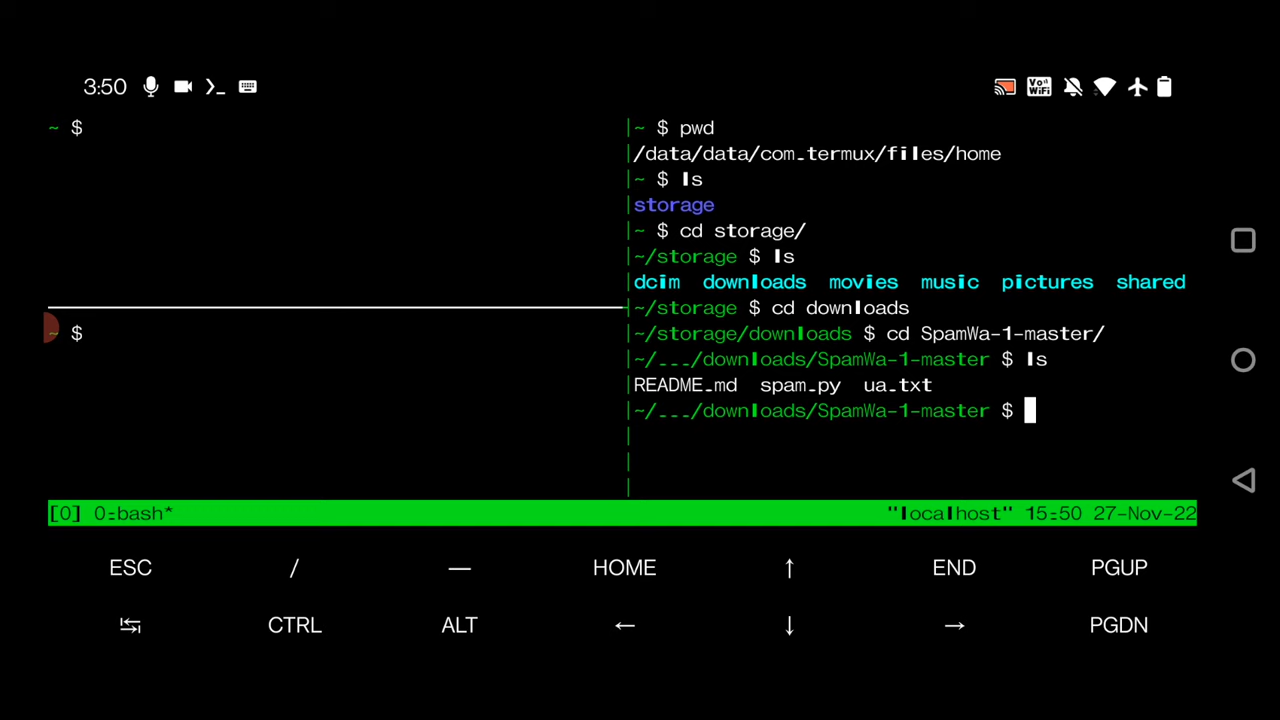 3:50
Vo WiFi
~ $
~ $
~ $ pwd
/data/data/com.termux/files/home
~ $ ls
storage
~ $ cd storage/
~/storage $ ls
dcim downloads movies music pictures shared
~/storage $ cd downloads
~/storage/downloads $ cd SpamWa-1-master/
~/.../downloads/SpamWa-1-master $ ls
README.md spam.py ua.txt
~/.../downloads/SpamWa-1-master $
[0] 0:bash* "localhost" 15:50 27-Nov-22
ESC / — HOME ↑ END PGUP
↹ CTRL ALT ← ↓ → PGDN